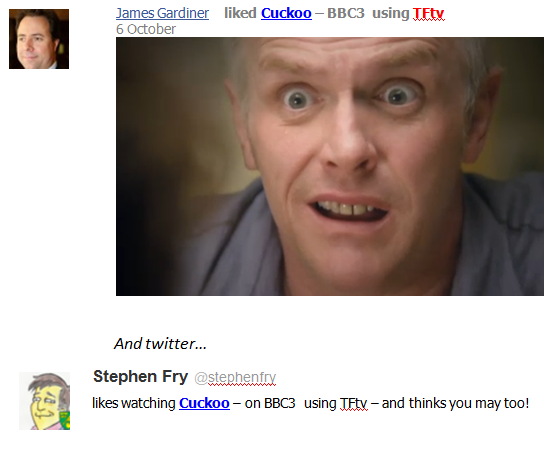 James Gardiner liked Cuckoo – BBC3 using TFtv
6 October
And twitter...
Stephen Fry @stephenfry
likes watching Cuckoo – on BBC3 using TFtv – and thinks you may too!